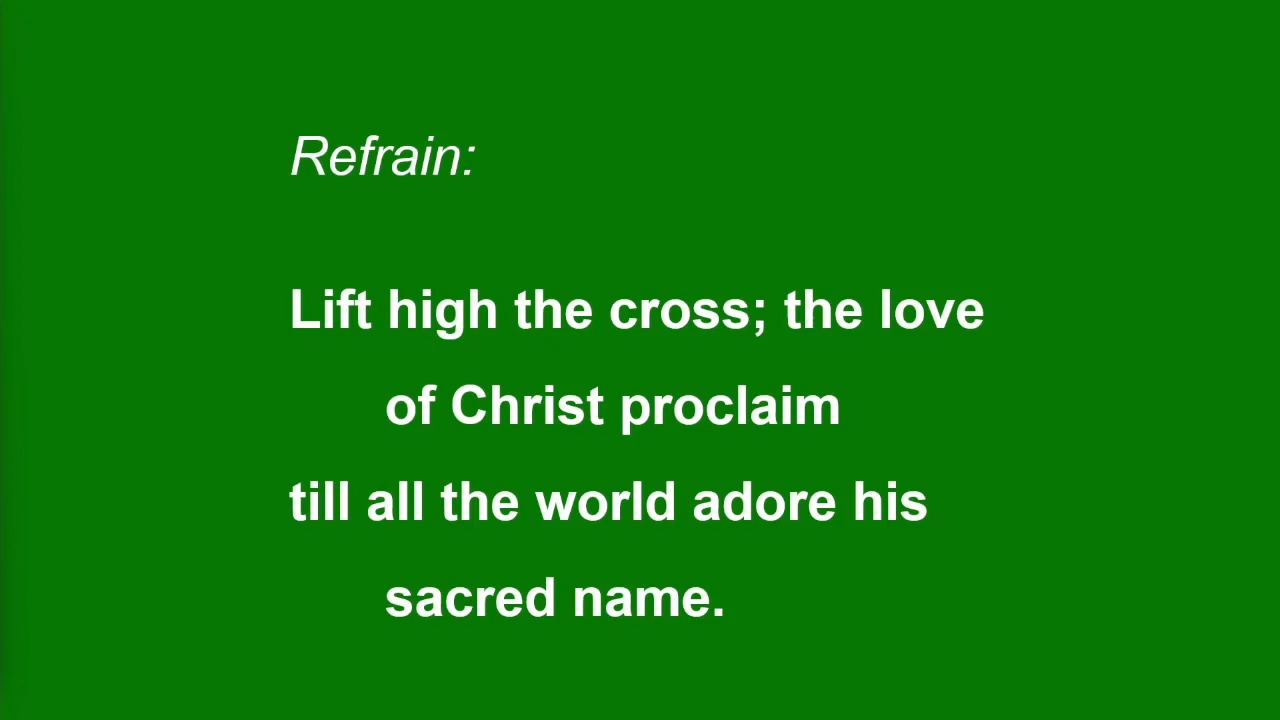 Refrain:
Lift high the cross; the love
of Christ proclaim
till all the world adore his
sacred name.